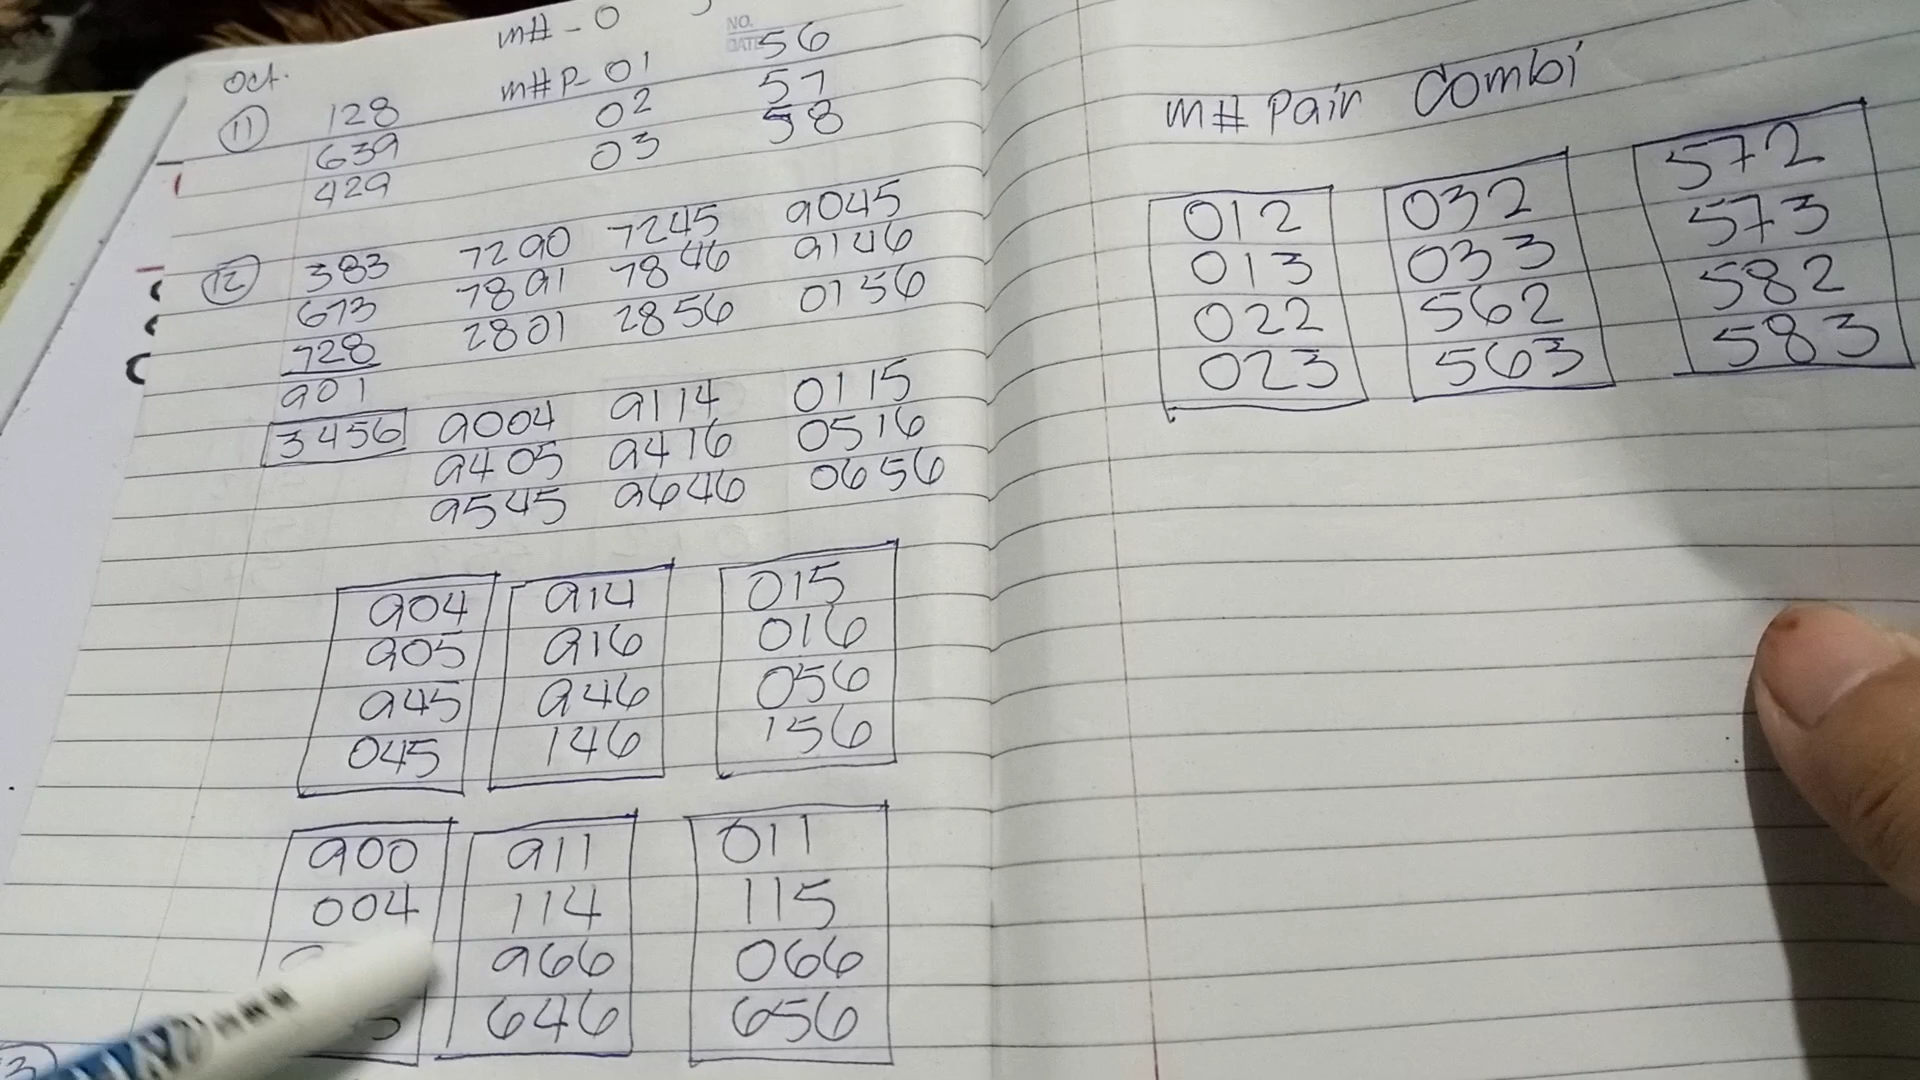 m# - 0
NO.
DATE
Oct.
m#P- 01 56
11 128 02 57
639 03 58
429
12 383 7290 7245 9045
673 7891 7846 9146
728 2801 2856 0156
901
3456 9004 9114 0115
9405 9416 0516
9545 9646 0656
904 914 015
905 916 016
945 946 056
045 146 156
900 911 011
004 114 115
966 066
5 646 656
m# Pair Combi
012 032 572
013 033 573
022 562 582
023 563 583